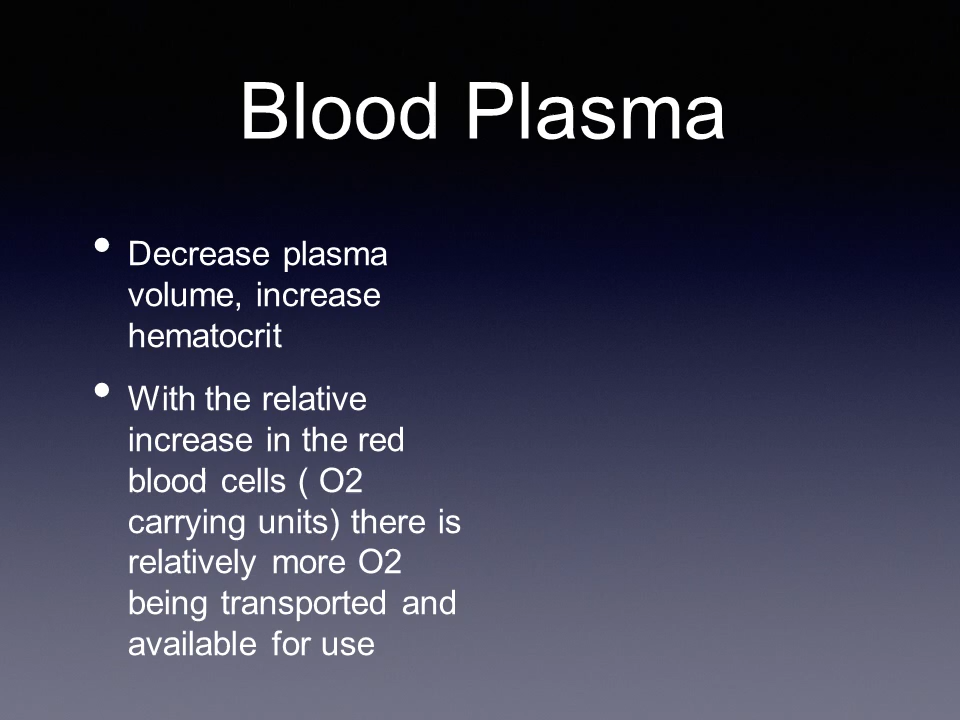 Blood Plasma
• Decrease plasma
volume, increase
hematocrit
• With the relative
increase in the red
blood cells ( O2
carrying units) there is
relatively more O2
being transported and
available for use